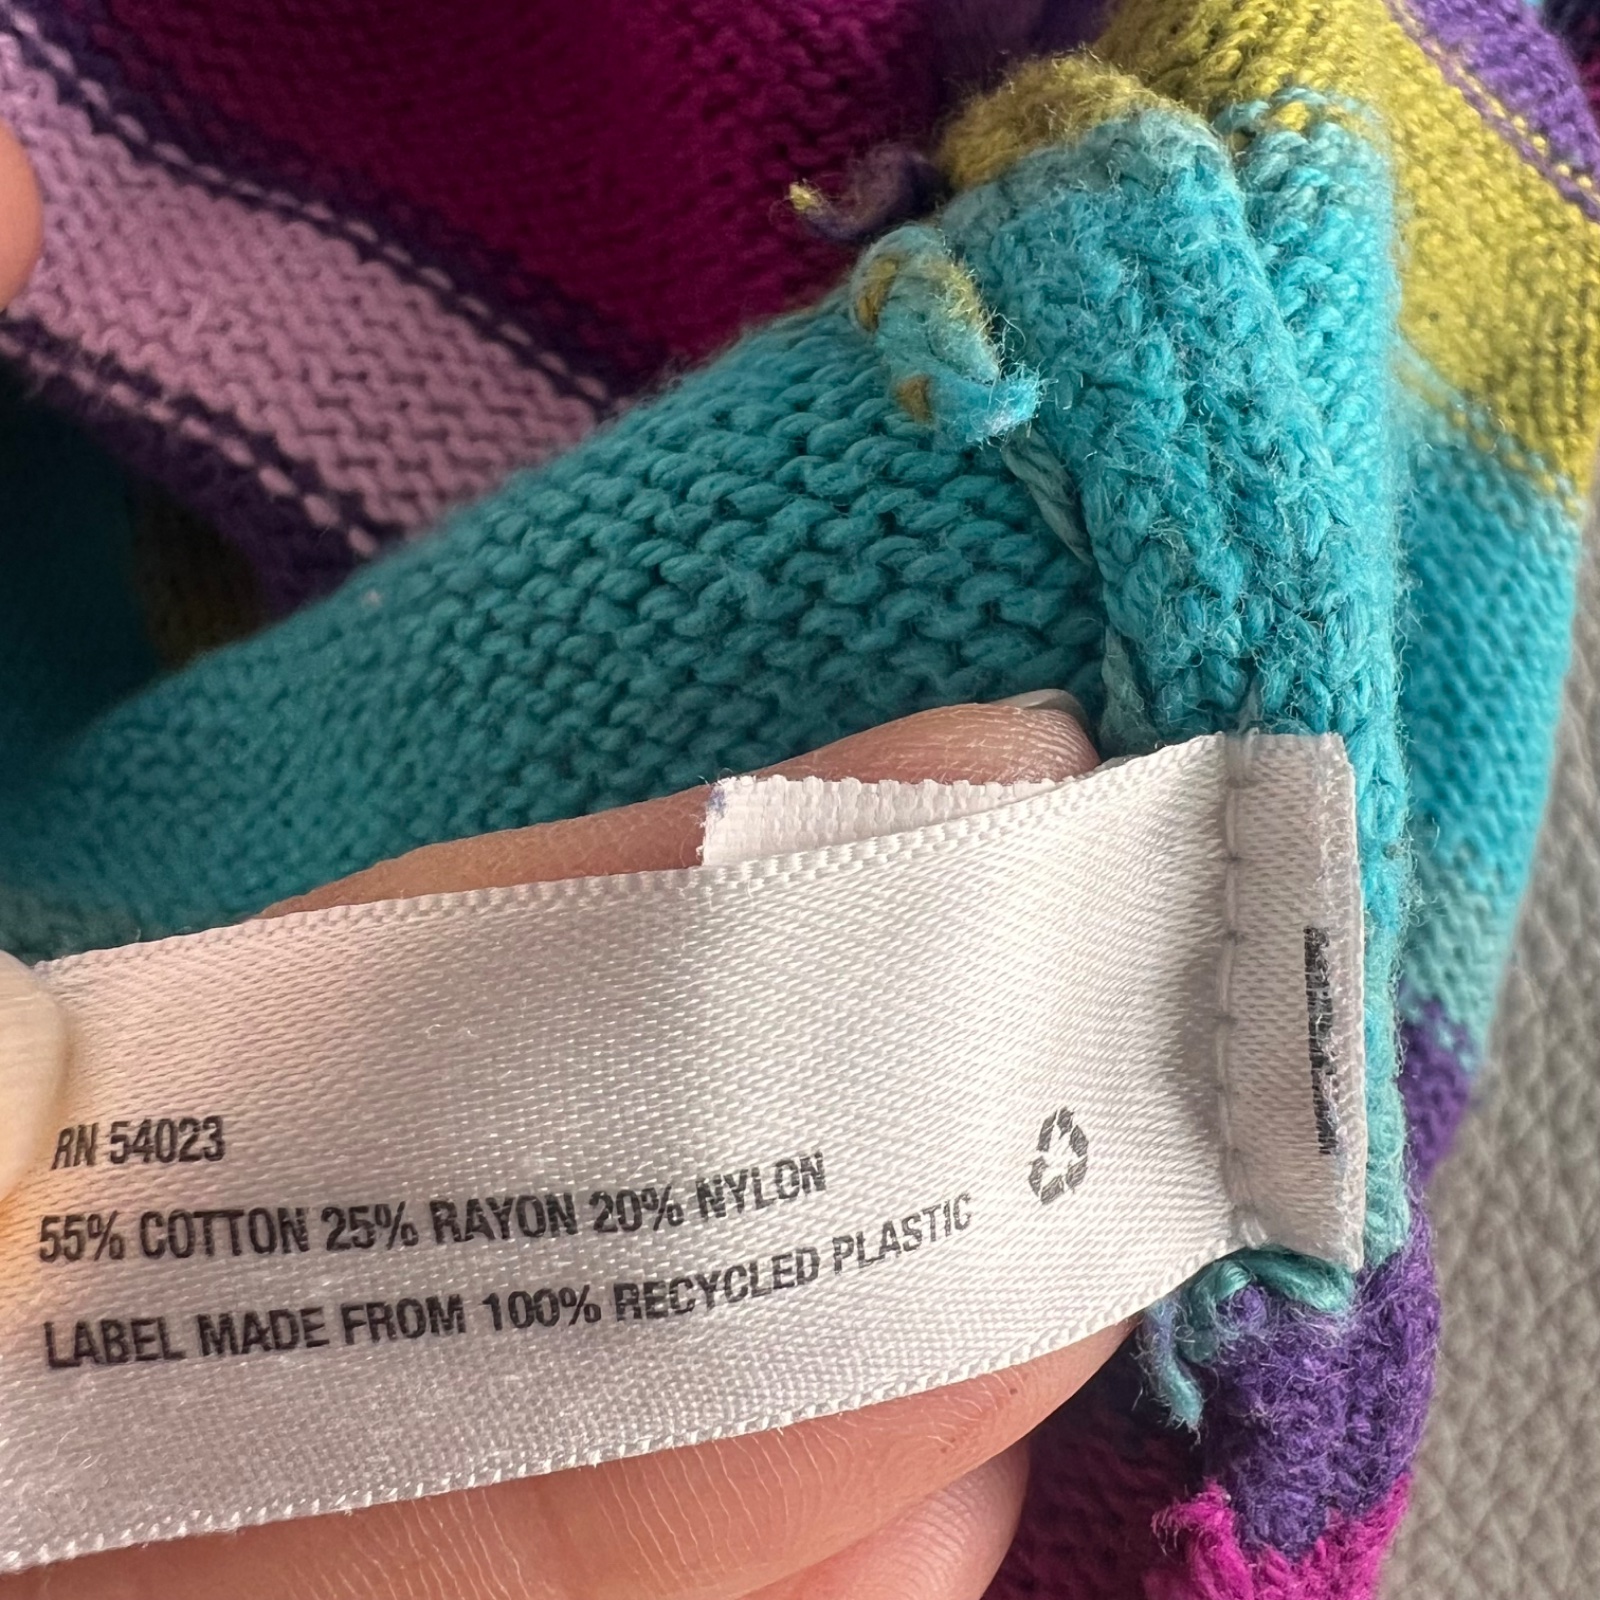 RN 54023
55% COTTON 25% RAYON 20% NYLON
LABEL MADE FROM 100% RECYCLED PLASTIC